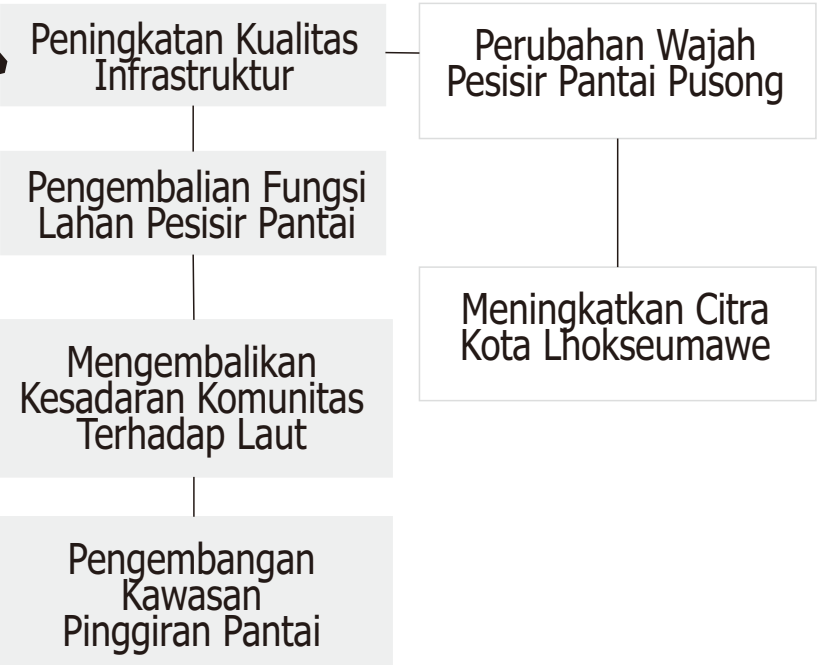 Peningkatan Kualitas
Infrastruktur
Perubahan Wajah
Pesisir Pantai Pusong
Pengembalian Fungsi
Lahan Pesisir Pantai
Meningkatkan Citra
Kota Lhokseumawe
Mengembalikan
Kesadaran Komunitas
Terhadap Laut
Pengembangan
Kawasan
Pinggiran Pantai